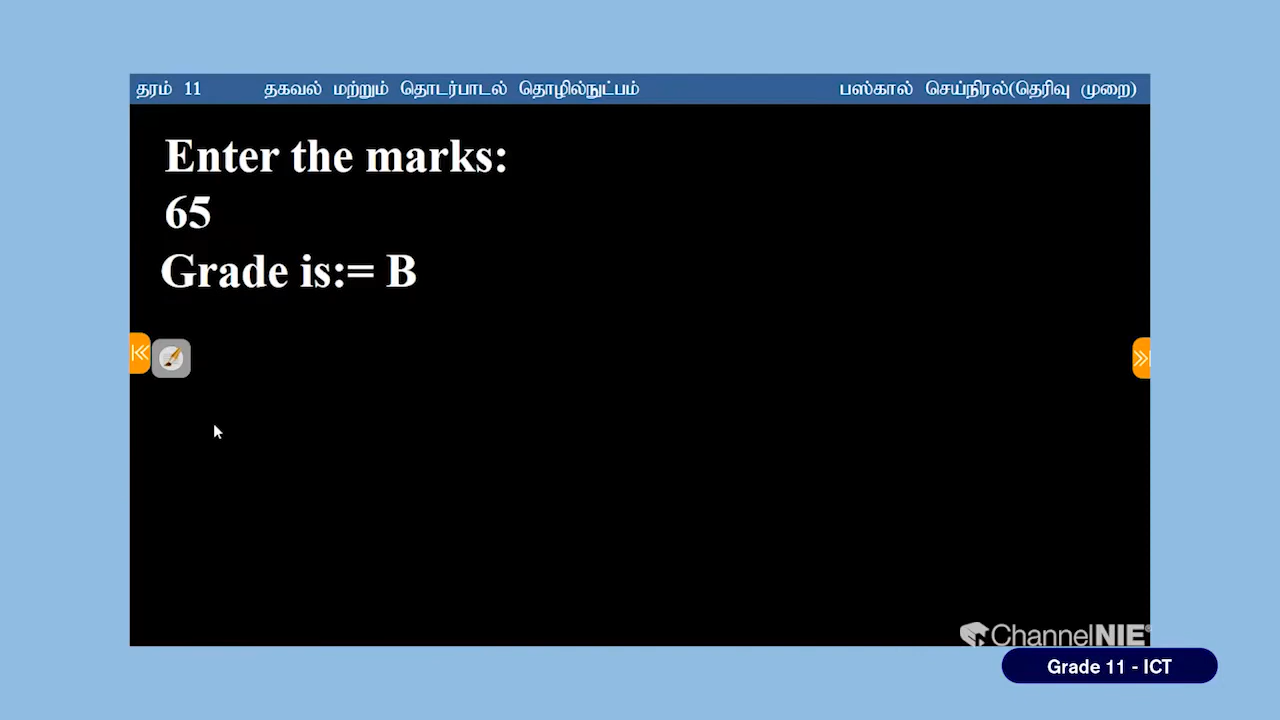 தரம் 11 தகவல் மற்றும் தொடர்பாடல் தொழில்நுட்பம் பஸ்கால் செய்நிரல்(தெரிவு முறை)
Enter the marks:
65
Grade is:= B
ChannelNIE
Grade 11 - ICT